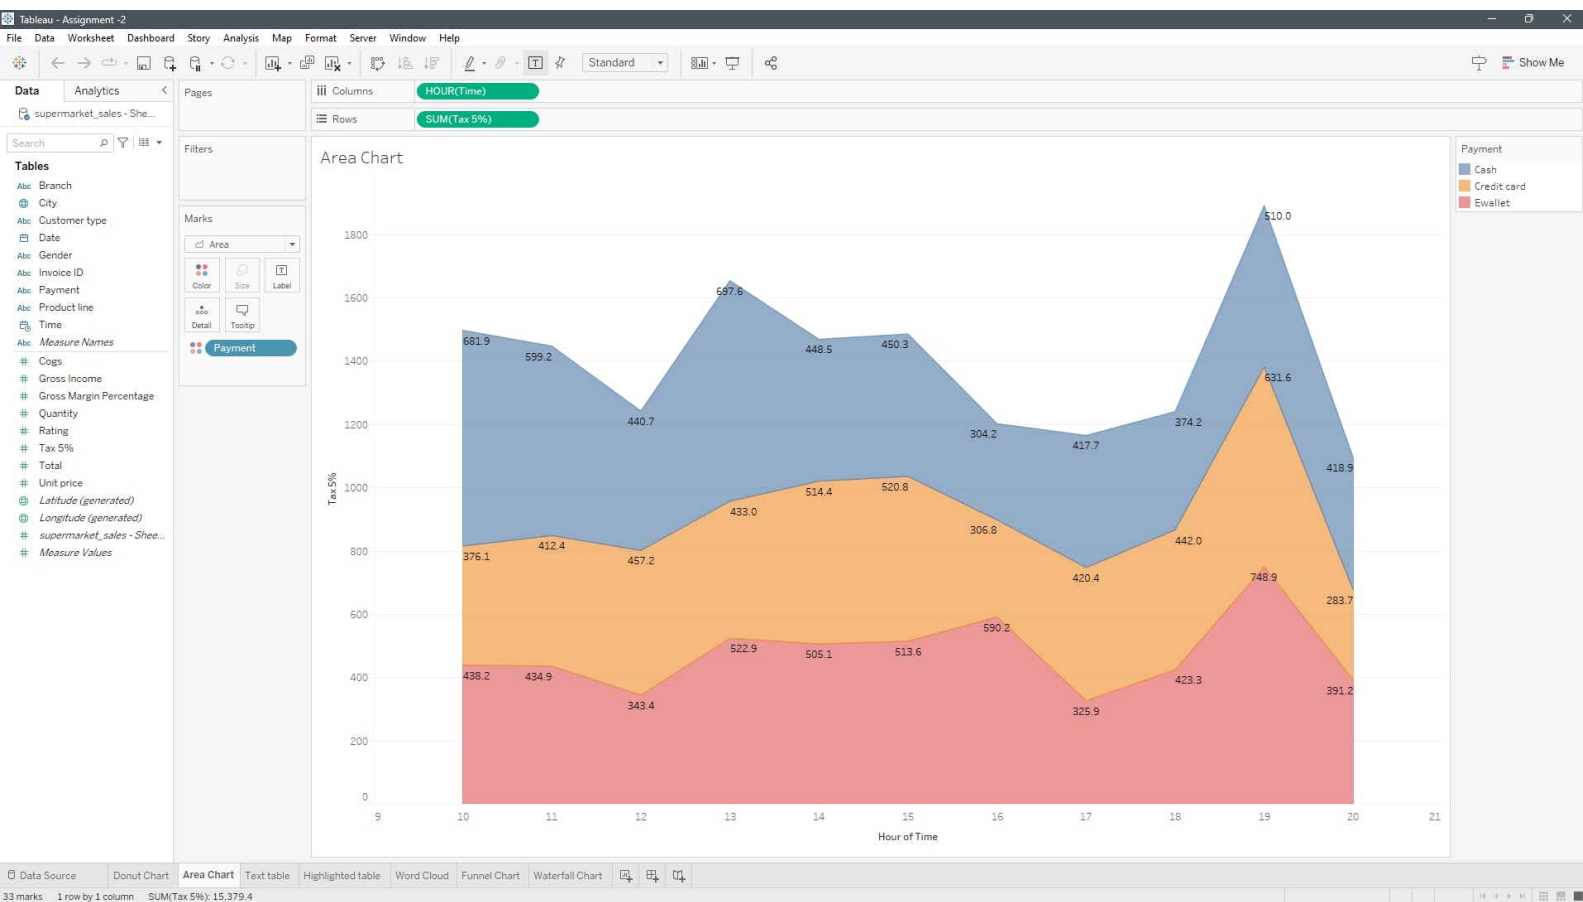 Tableau - Assignment -2
File Data Worksheet Dashboard Story Analysis Map Format Server Window Help
Standard
Show Me
Data Analytics
Pages
Columns HOUR(Time)
supermarket_sales - She...
Rows SUM(Tax 5%)
Search
Filters
Area Chart
Payment
Cash
Credit card
Ewallet
Tables
Abc Branch
City
Abc Customer type
Date
Abc Gender
Abc Invoice ID
Abc Payment
Abc Product line
Time
Abc Measure Names
# Cogs
# Gross Income
# Gross Margin Percentage
# Quantity
# Rating
# Tax 5%
# Total
# Unit price
Latitude (generated)
Longitude (generated)
# supermarket_sales - Shee...
# Measure Values
Marks
Area
Color Size Label
Detail Tooltip
Payment
Tax 5%
1800
1600
1400
1200
1000
800
600
400
200
0
681.9 599.2 440.7 697.6 448.5 450.3 304.2 417.7 374.2 510.0 418.9
376.1 412.4 457.2 433.0 514.4 520.8 306.8 420.4 442.0 631.6 283.7
438.2 434.9 343.4 522.9 505.1 513.6 590.2 325.9 423.3 748.9 391.2
9 10 11 12 13 14 15 16 17 18 19 20 21
Hour of Time
Data Source Donut Chart Area Chart Text table Highlighted table Word Cloud Funnel Chart Waterfall Chart
33 marks 1 row by 1 column SUM(Tax 5%): 15,379.4